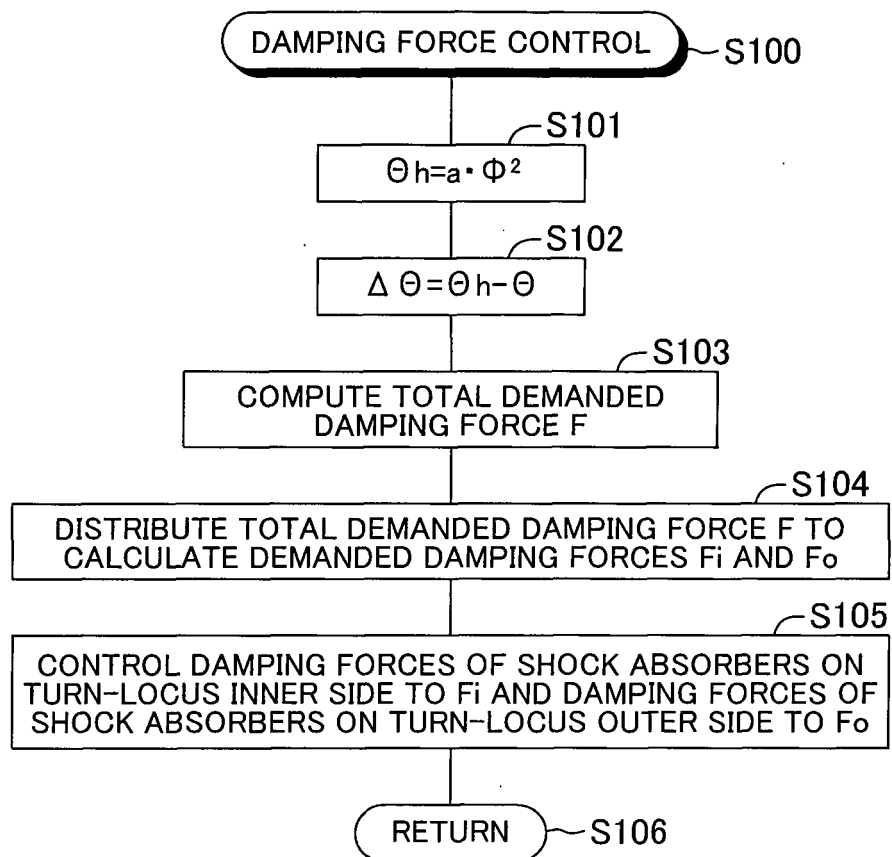 DAMPING FORCE CONTROL
S100
S101
Θh=a・Φ²
S102
ΔΘ=Θh-Θ
S103
COMPUTE TOTAL DEMANDED
DAMPING FORCE F
S104
DISTRIBUTE TOTAL DEMANDED DAMPING FORCE F TO
CALCULATE DEMANDED DAMPING FORCES Fi AND Fo
S105
CONTROL DAMPING FORCES OF SHOCK ABSORBERS ON
TURN-LOCUS INNER SIDE TO Fi AND DAMPING FORCES OF
SHOCK ABSORBERS ON TURN-LOCUS OUTER SIDE TO Fo
RETURN
S106